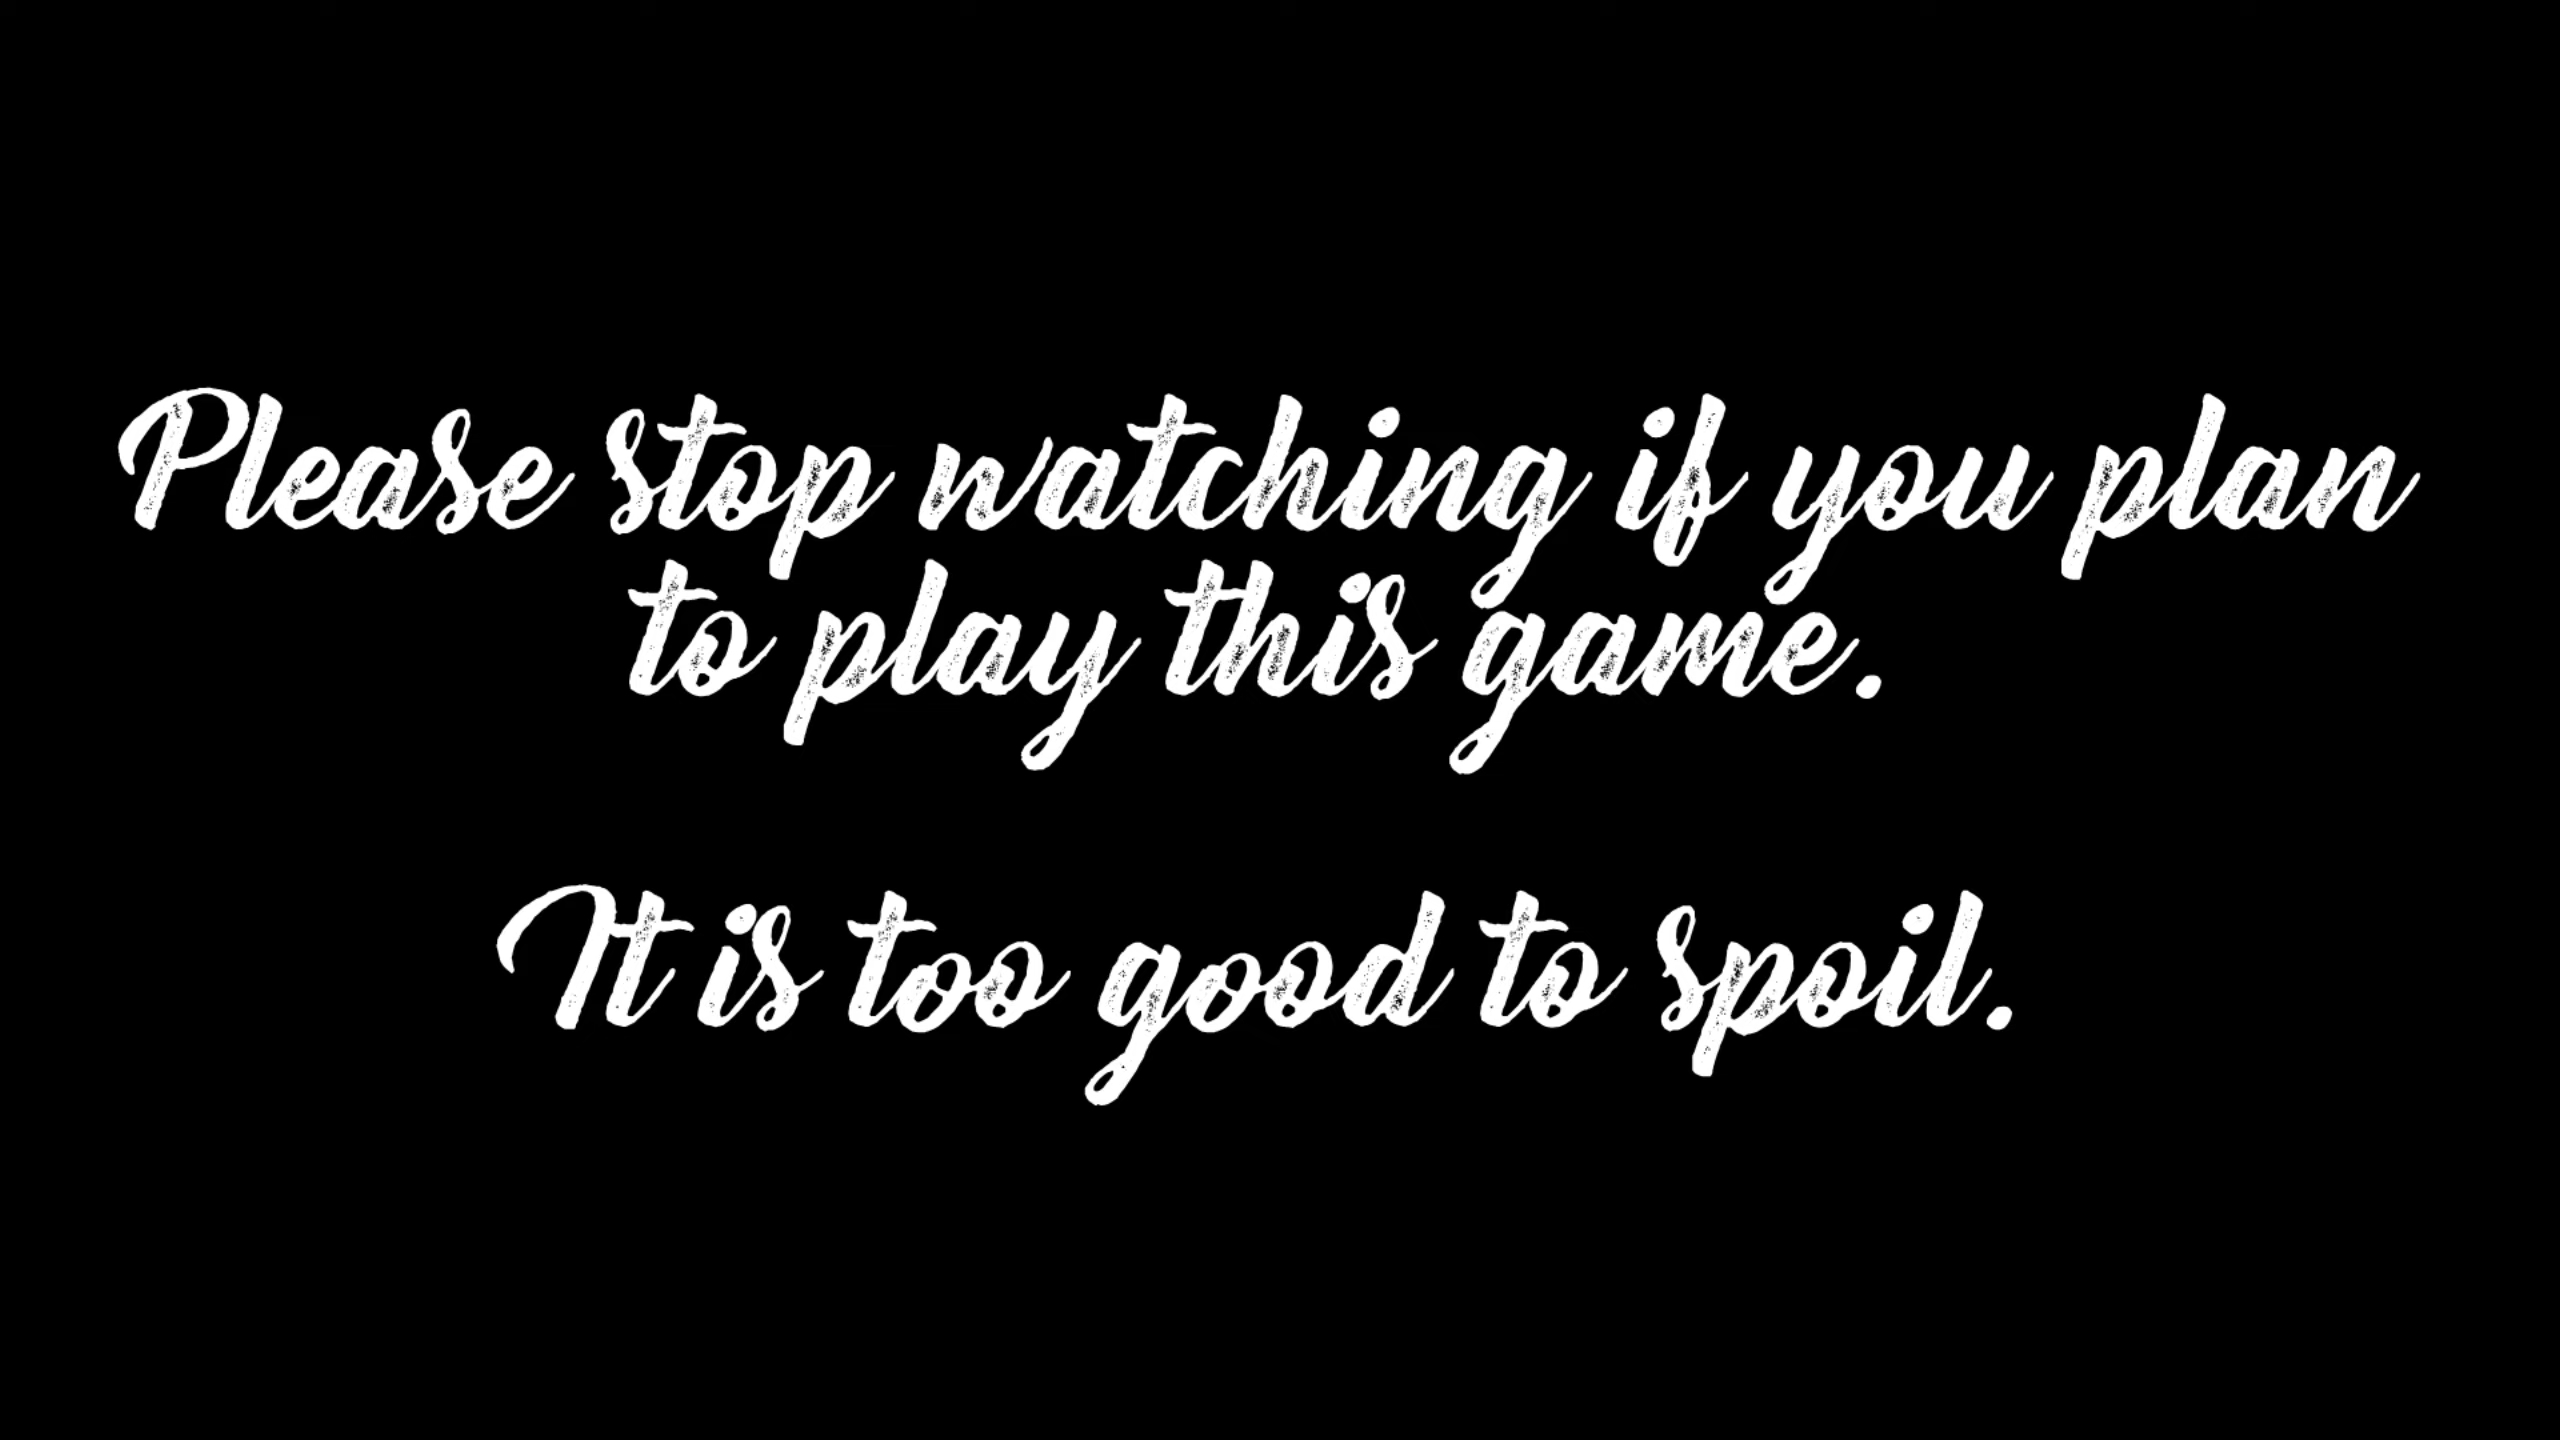 Please stop watching if you plan
to play this game.
It is too good to spoil.